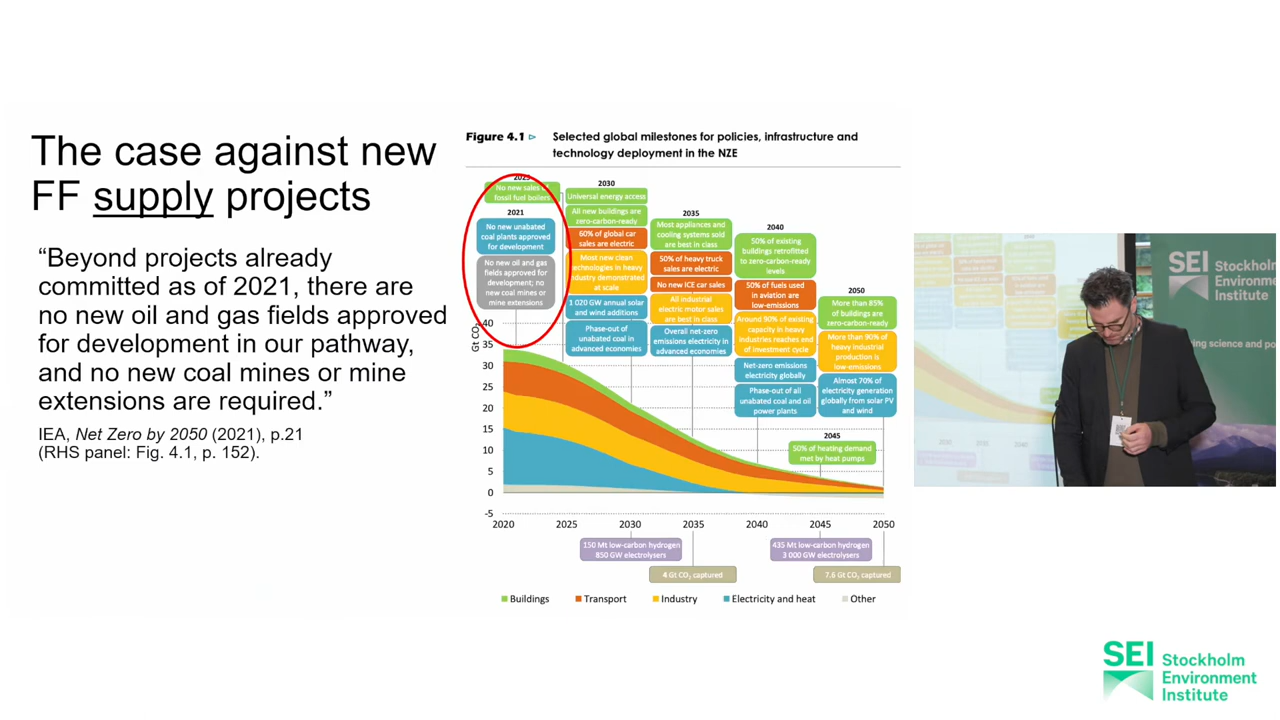 The case against new
FF supply projects
“Beyond projects already
committed as of 2021, there are
no new oil and gas fields approved
for development in our pathway,
and no new coal mines or mine
extensions are required.”
IEA, Net Zero by 2050 (2021), p.21
(RHS panel: Fig. 4.1, p. 152).
Figure 4.1 ▷ Selected global milestones for policies, infrastructure and
technology deployment in the NZE
2025
No new sales of
fossil fuel boilers
2021
No new unabated
coal plants approved
for development
No new oil and gas
fields approved for
development; no
new coal mines or
mine extensions
2030
Universal energy access
All new buildings are
zero-carbon-ready
60% of global car
sales are electric
Most new clean
technologies in heavy
industry demonstrated
at scale
1 020 GW annual solar
and wind additions
Phase-out of
unabated coal in
advanced economies
2035
Most appliances and
cooling systems sold
are best in class
50% of heavy truck
sales are electric
No new ICE car sales
All industrial
electric motor sales
are best in class
Overall net-zero
emissions electricity in
advanced economies
2040
50% of existing
buildings retrofitted
to zero-carbon-ready
levels
50% of fuels used
in aviation are
low-emissions
Around 90% of existing
capacity in heavy
industries reaches end
of investment cycle
Net-zero emissions
electricity globally
Phase-out of all
unabated coal and oil
power plants
2050
More than 85%
of buildings are
zero-carbon-ready
More than 90% of
heavy industrial
production is
low-emissions
Almost 70% of
electricity generation
globally from solar PV
and wind
2045
50% of heating demand
met by heat pumps
Gt CO₂
40
35
30
25
20
15
10
5
0
-5
2020 2025 2030 2035 2040 2045 2050
150 Mt low-carbon hydrogen
850 GW electrolysers
435 Mt low-carbon hydrogen
3 000 GW electrolysers
4 Gt CO₂ captured
7.6 Gt CO₂ captured
Buildings Transport Industry Electricity and heat Other
SEI Stockholm
Environment
Institute
SEI Stockholm
Environment
Institute